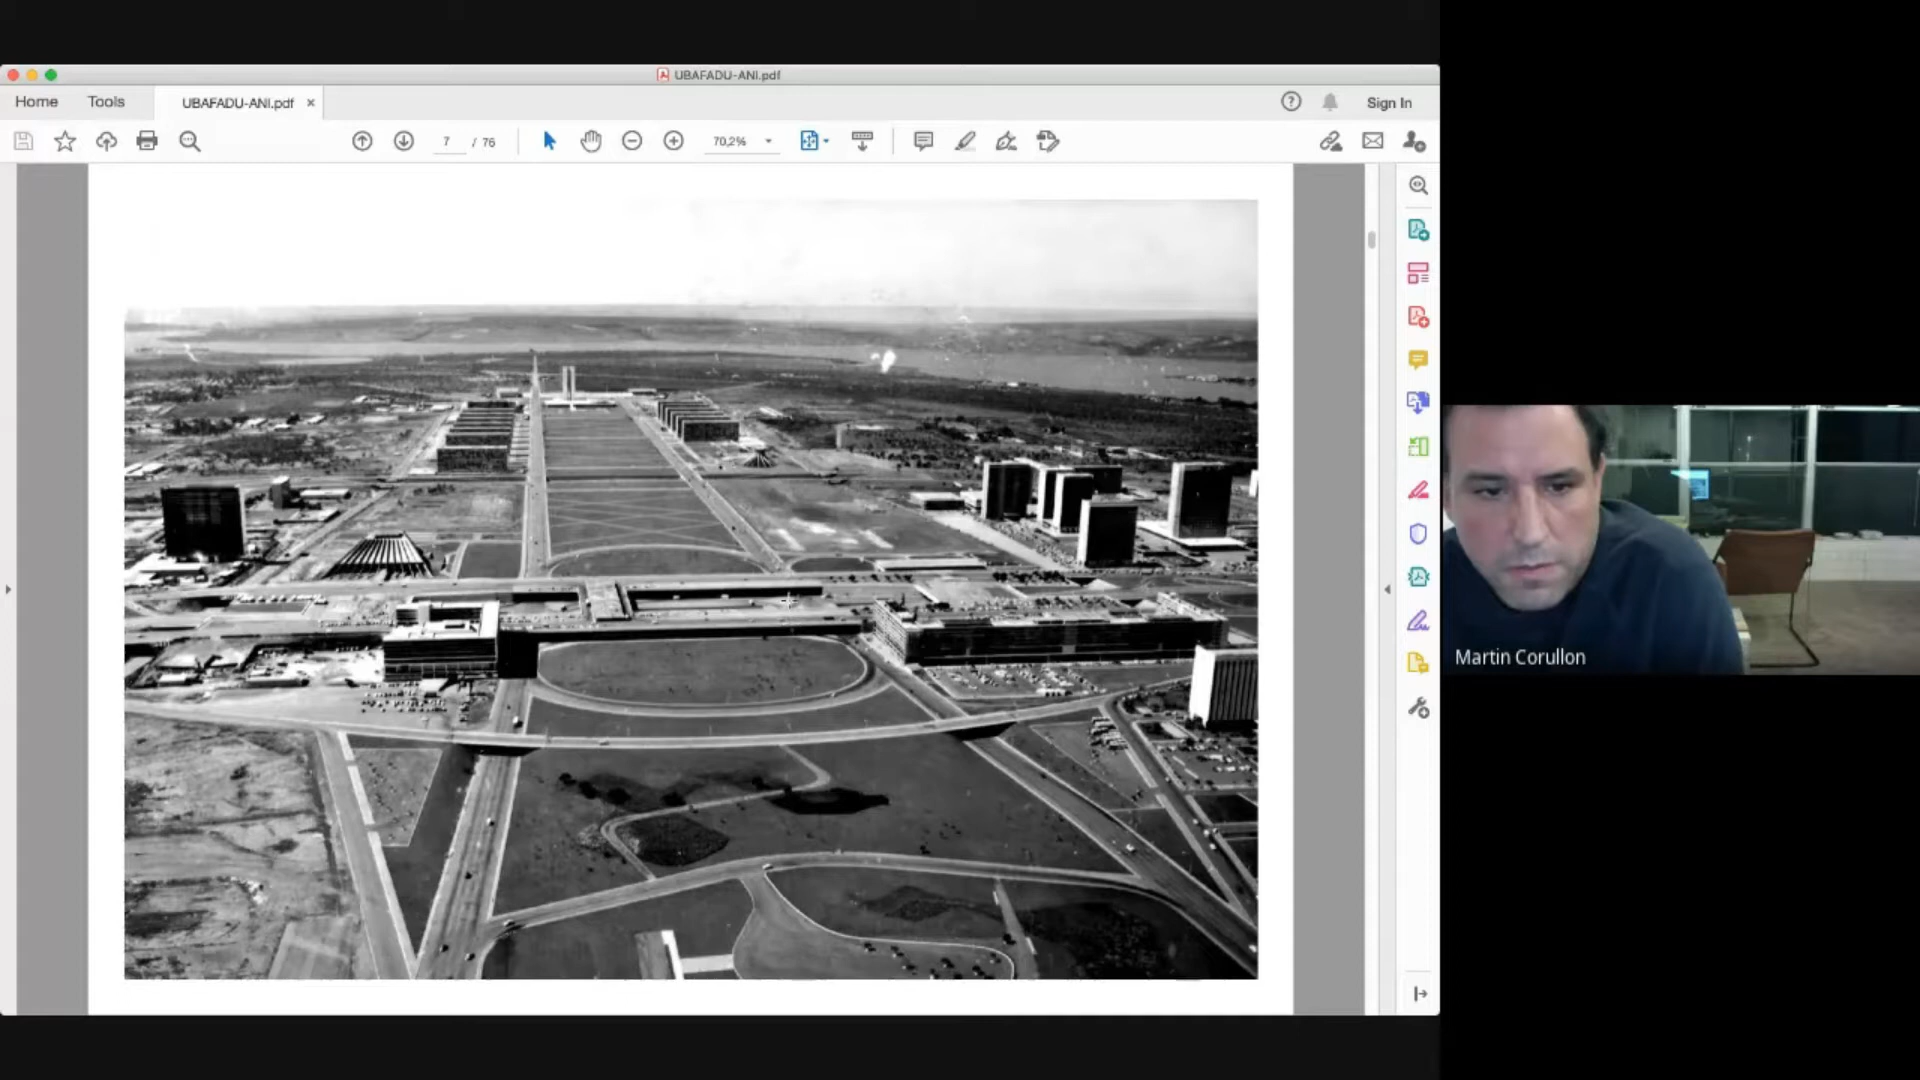 UBAFADU-ANI.pdf
Home
Tools
UBAFADU-ANI.pdf ×
Sign In
7 / 76
70,2%
Martin Corullon